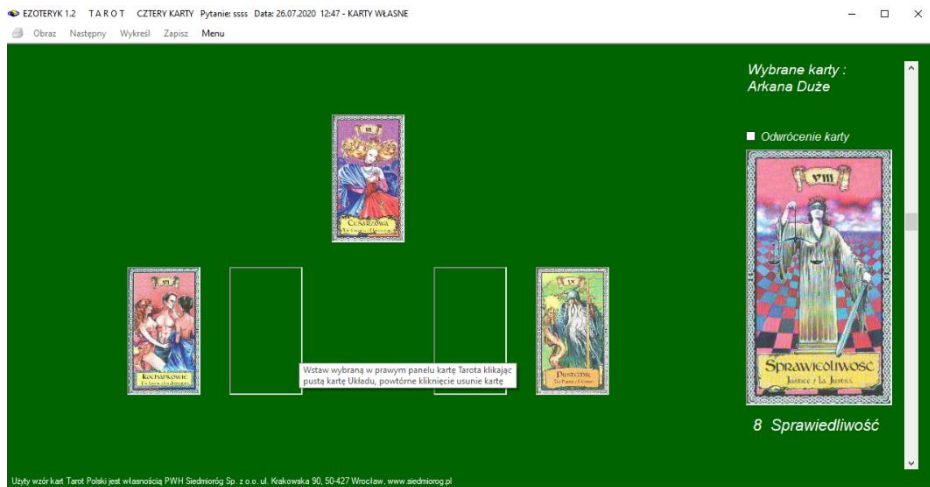 EZOTERYK 1.2 T A R O T CZTERY KARTY Pytanie: ssss Data: 26.07.2020 12:47 - KARTY WŁASNE
Obraz Następny Wykreśl Zapisz Menu
Wybrane karty :
Arkana Duże
Odwrócenie karty
III
CESARZOWA
VIII
VI
KOCHANKOWIE
IX
PUSTELNIK
Wstaw wybraną w prawym panelu kartę Tarota klikając
pustą kartę Układu, powtórne kliknięcie usunie kartę
SPRAWIEDLIWOŚĆ
JUSTICE / LA JUSTICE
8 Sprawiedliwość
Użyty wzór kart Tarot Polski jest własnością PWH Siedmioróg Sp. z o.o. ul. Krakowska 90, 50-427 Wrocław, www.siedmiorog.pl